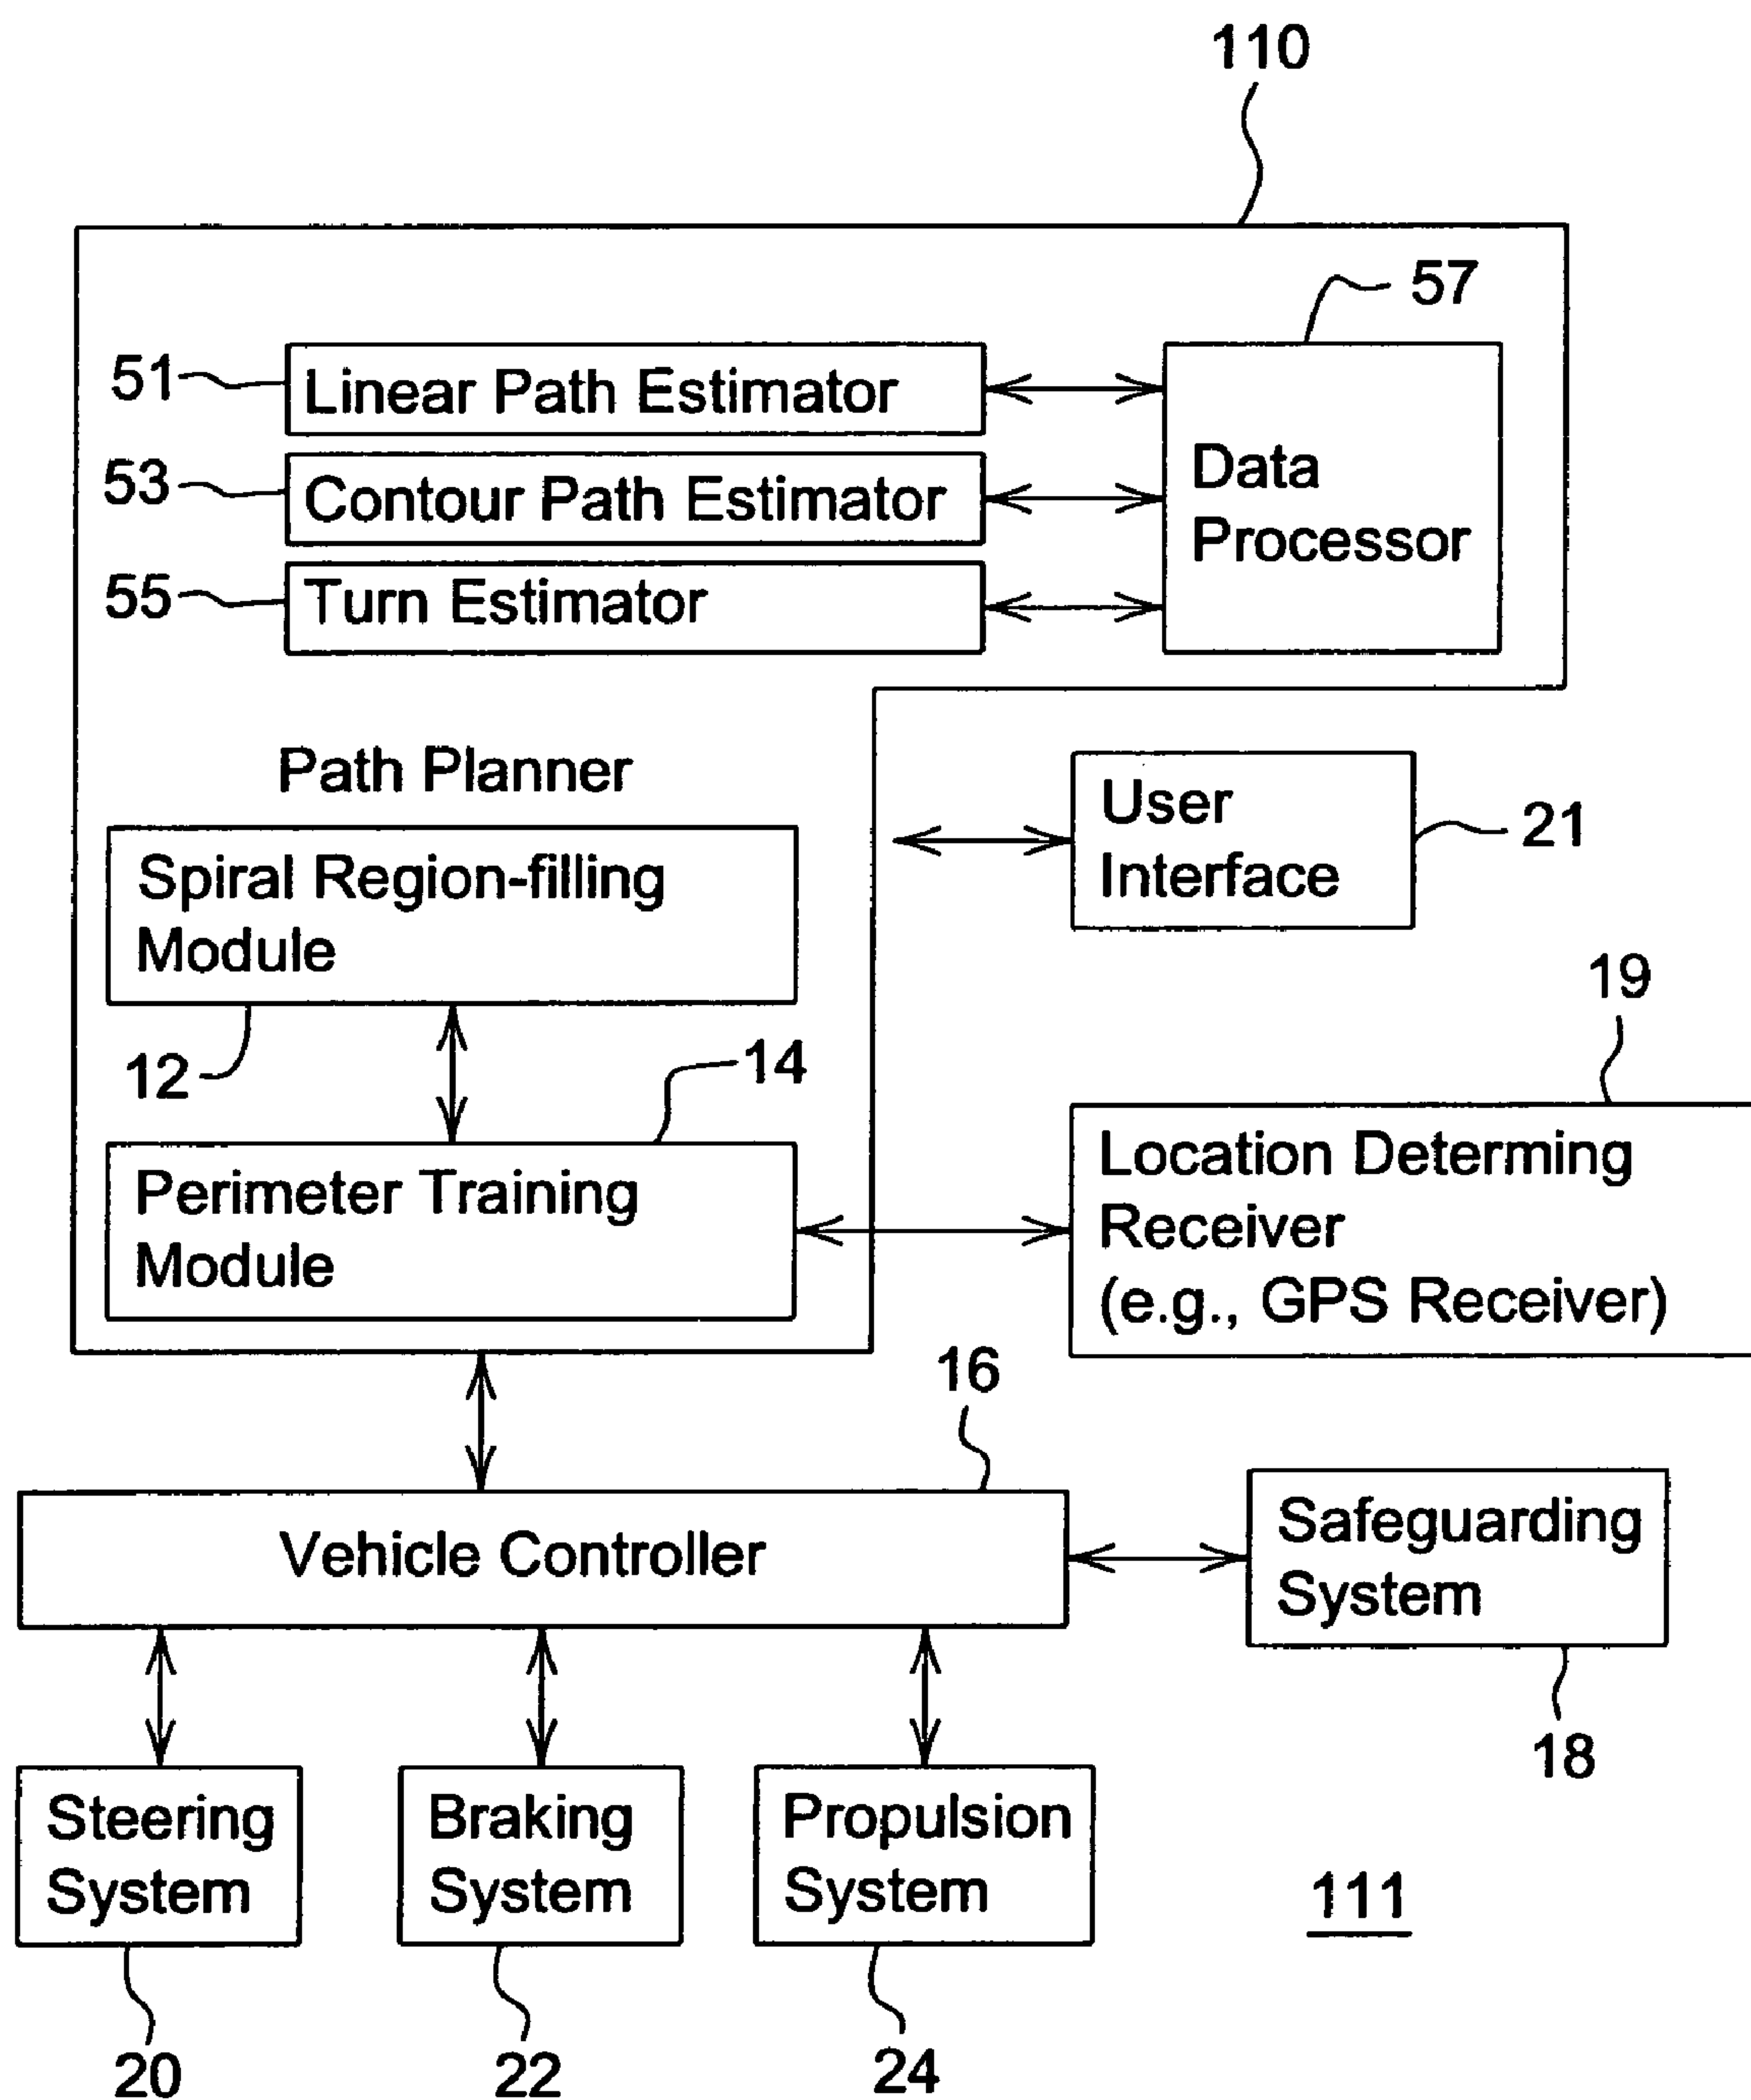 110
57
51
Linear Path Estimator
53
Contour Path Estimator
55
Turn Estimator
Data
Processor
Path Planner
User
Interface
21
Spiral Region-filling
Module
12
14
19
Perimeter Training
Module
Location Determing
Receiver
(e.g., GPS Receiver)
16
Vehicle Controller
Safeguarding
System
18
Steering
System
Braking
System
Propulsion
System
111
20
22
24